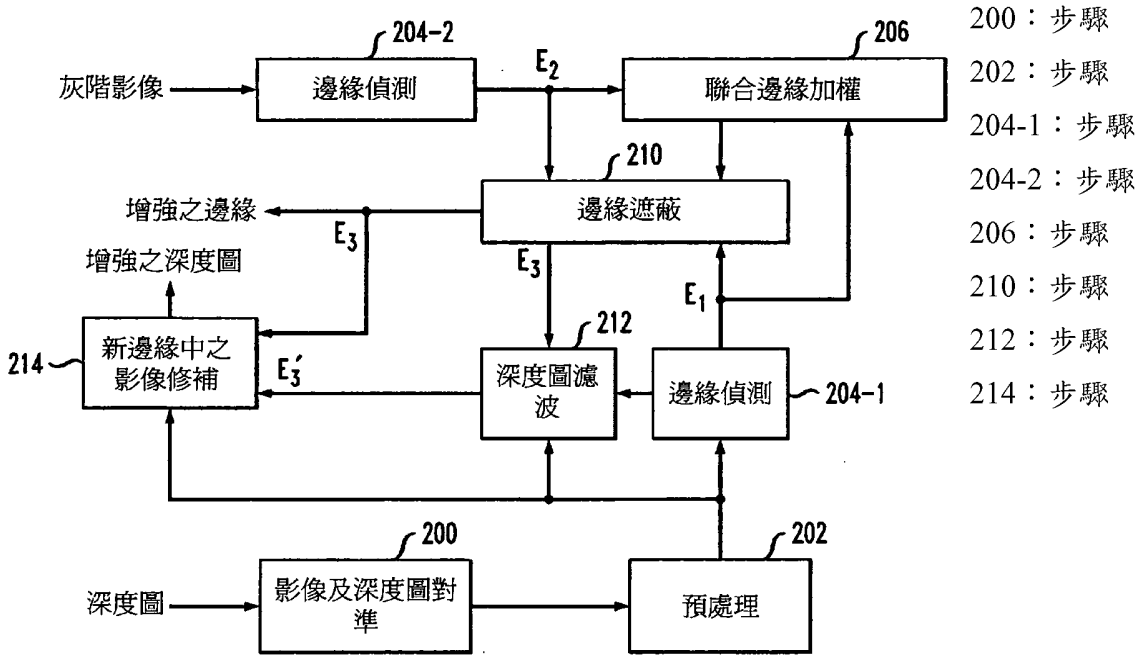 204-2
206
灰階影像
邊緣偵測
E2
聯合邊緣加權
210
邊緣遮蔽
增強之邊緣
E3
E3
E1
增強之深度圖
214
新邊緣中之
影像修補
E3′
212
深度圖濾
波
邊緣偵測
204-1
200
202
深度圖
影像及深度圖對
準
預處理
200：步驟
202：步驟
204-1：步驟
204-2：步驟
206：步驟
210：步驟
212：步驟
214：步驟